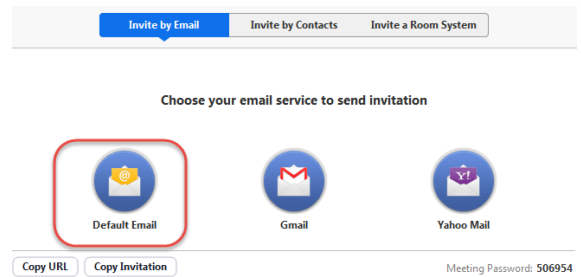 Invite by Email Invite by Contacts Invite a Room System
Choose your email service to send invitation
@ Y!
Default Email Gmail Yahoo Mail
Copy URL Copy Invitation Meeting Password: 506954